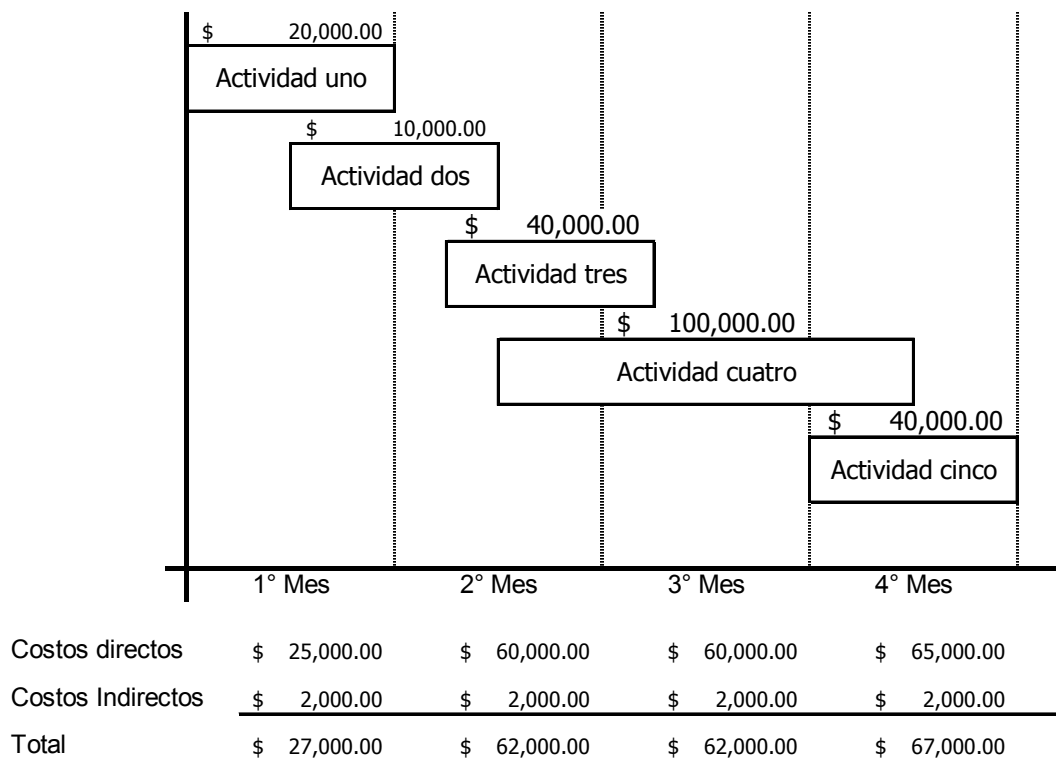 $ 20,000.00
Actividad uno
$ 10,000.00
Actividad dos
$ 40,000.00
Actividad tres
$ 100,000.00
Actividad cuatro
$ 40,000.00
Actividad cinco
1° Mes 2° Mes 3° Mes 4° Mes
Costos directos $ 25,000.00 $ 60,000.00 $ 60,000.00 $ 65,000.00
Costos Indirectos $ 2,000.00 $ 2,000.00 $ 2,000.00 $ 2,000.00
Total $ 27,000.00 $ 62,000.00 $ 62,000.00 $ 67,000.00